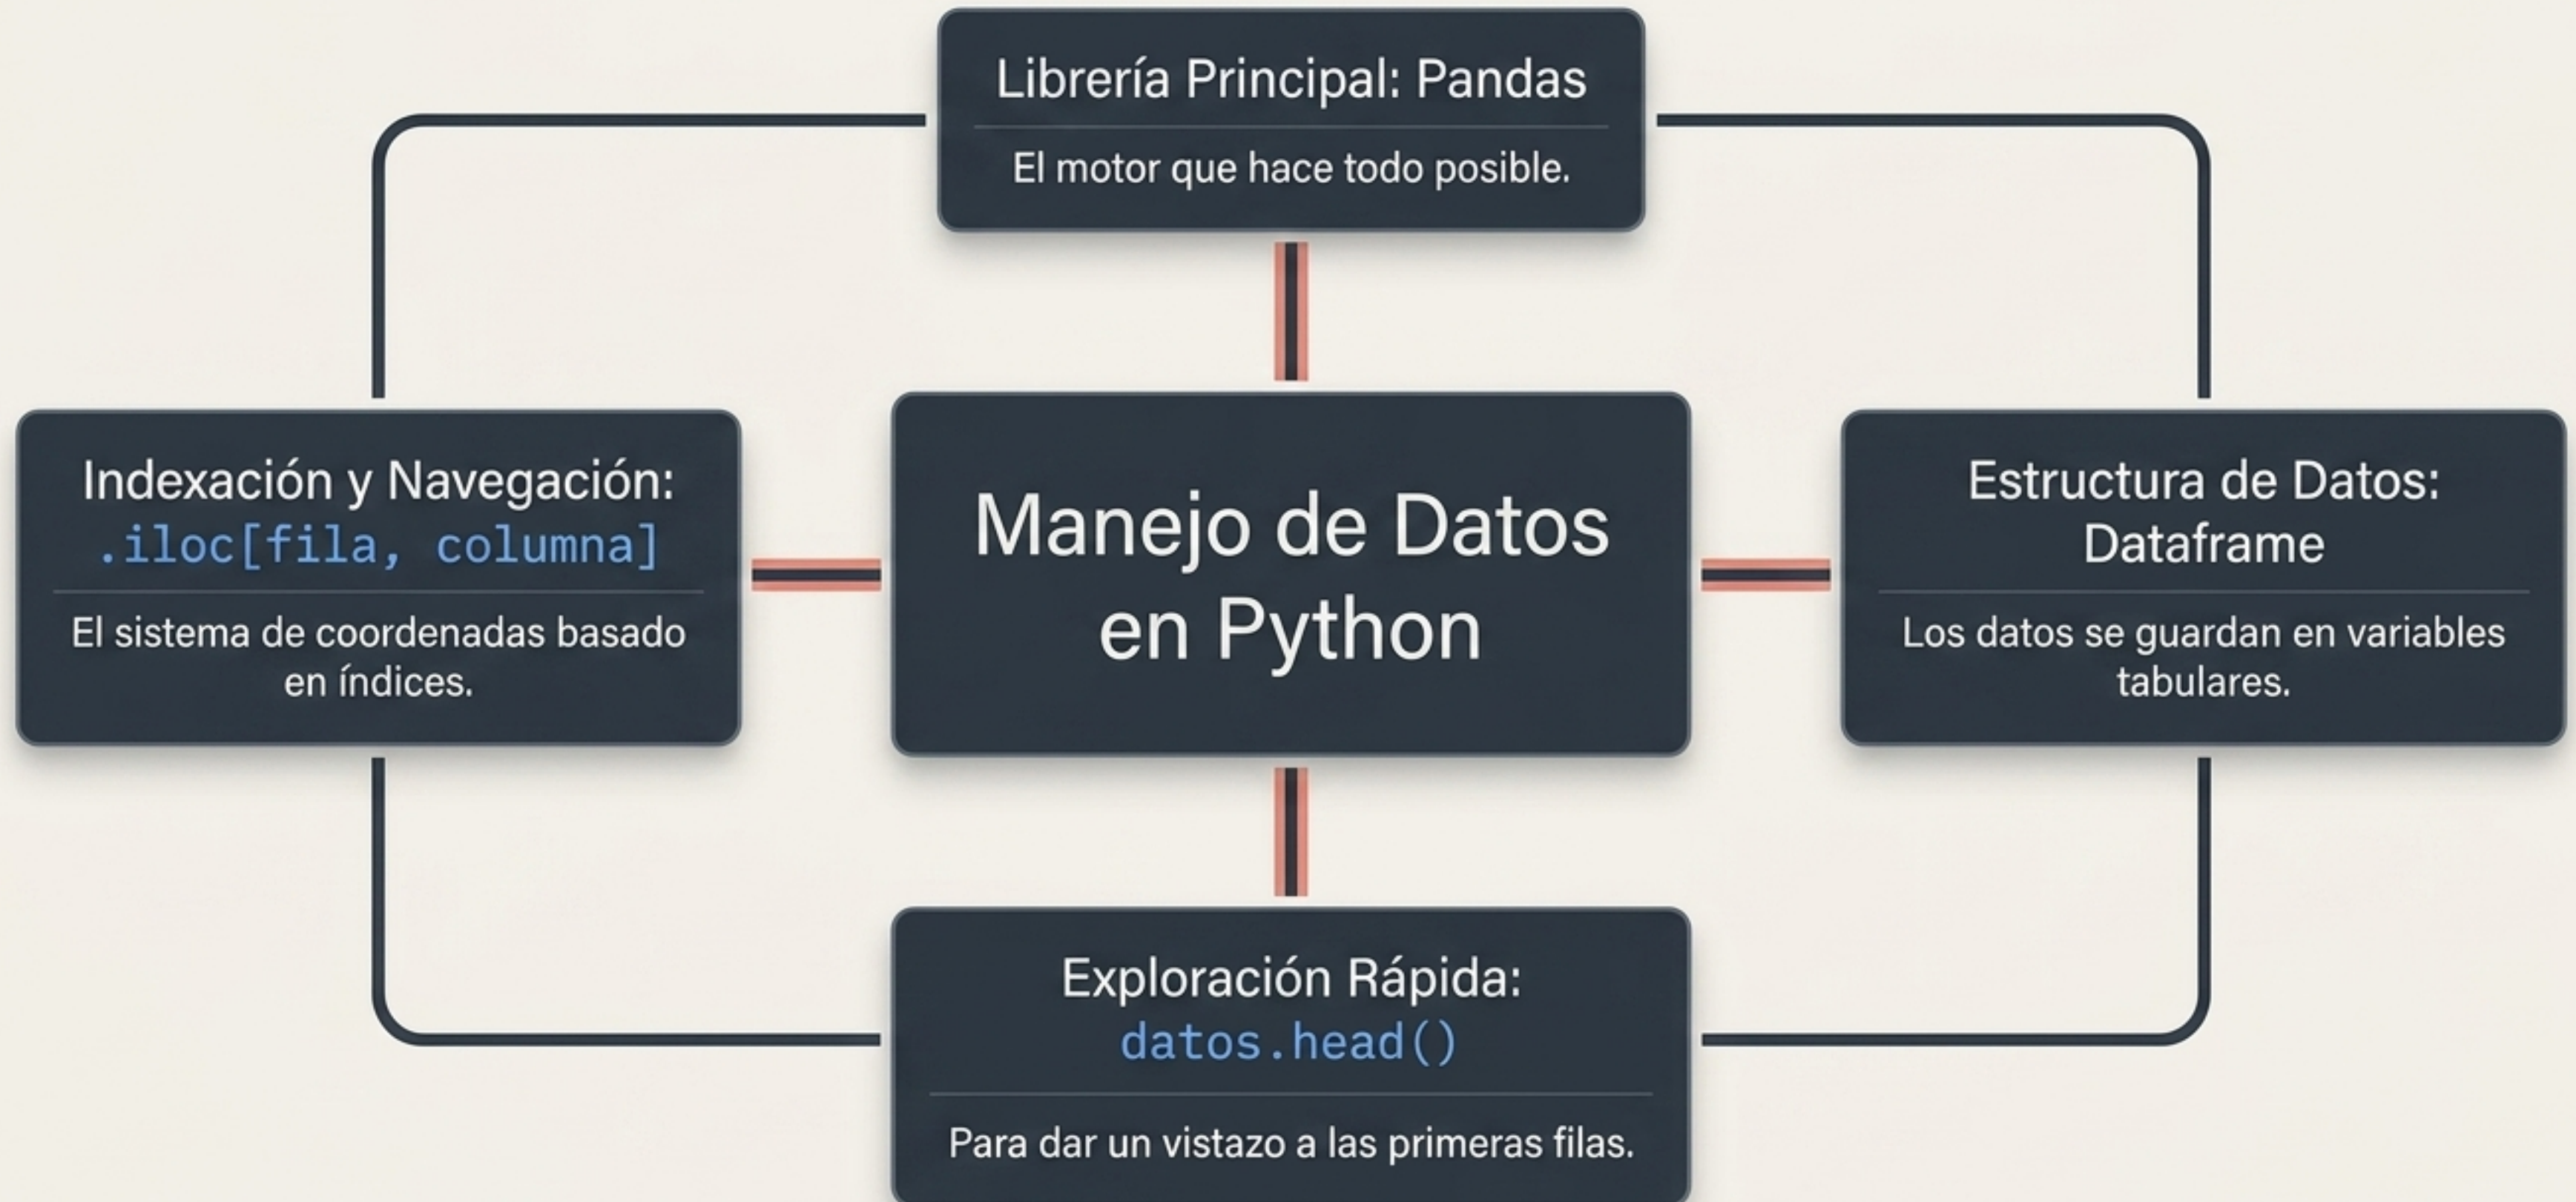 Librería Principal: Pandas
El motor que hace todo posible.
Indexación y Navegación:
.iloc[fila, columna]
El sistema de coordenadas basado
en índices.
Manejo de Datos
en Python
Estructura de Datos:
Dataframe
Los datos se guardan en variables
tabulares.
Exploración Rápida:
datos.head()
Para dar un vistazo a las primeras filas.